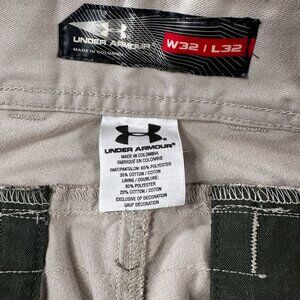 UNDER ARMOUR
MADE IN COLOMBIA
W32 | L32
UNDER ARMOUR
MADE IN COLOMBIA
FABRIQUÉ EN COLOMBIE
PANT/PANTALON: 65% POLYESTER
35% COTTON / COTON
LINING / DOUBLURE:
80% POLYESTER
20% COTTON / COTON
EXCLUSIVE OF DECORATION
SAUF DÉCORATION